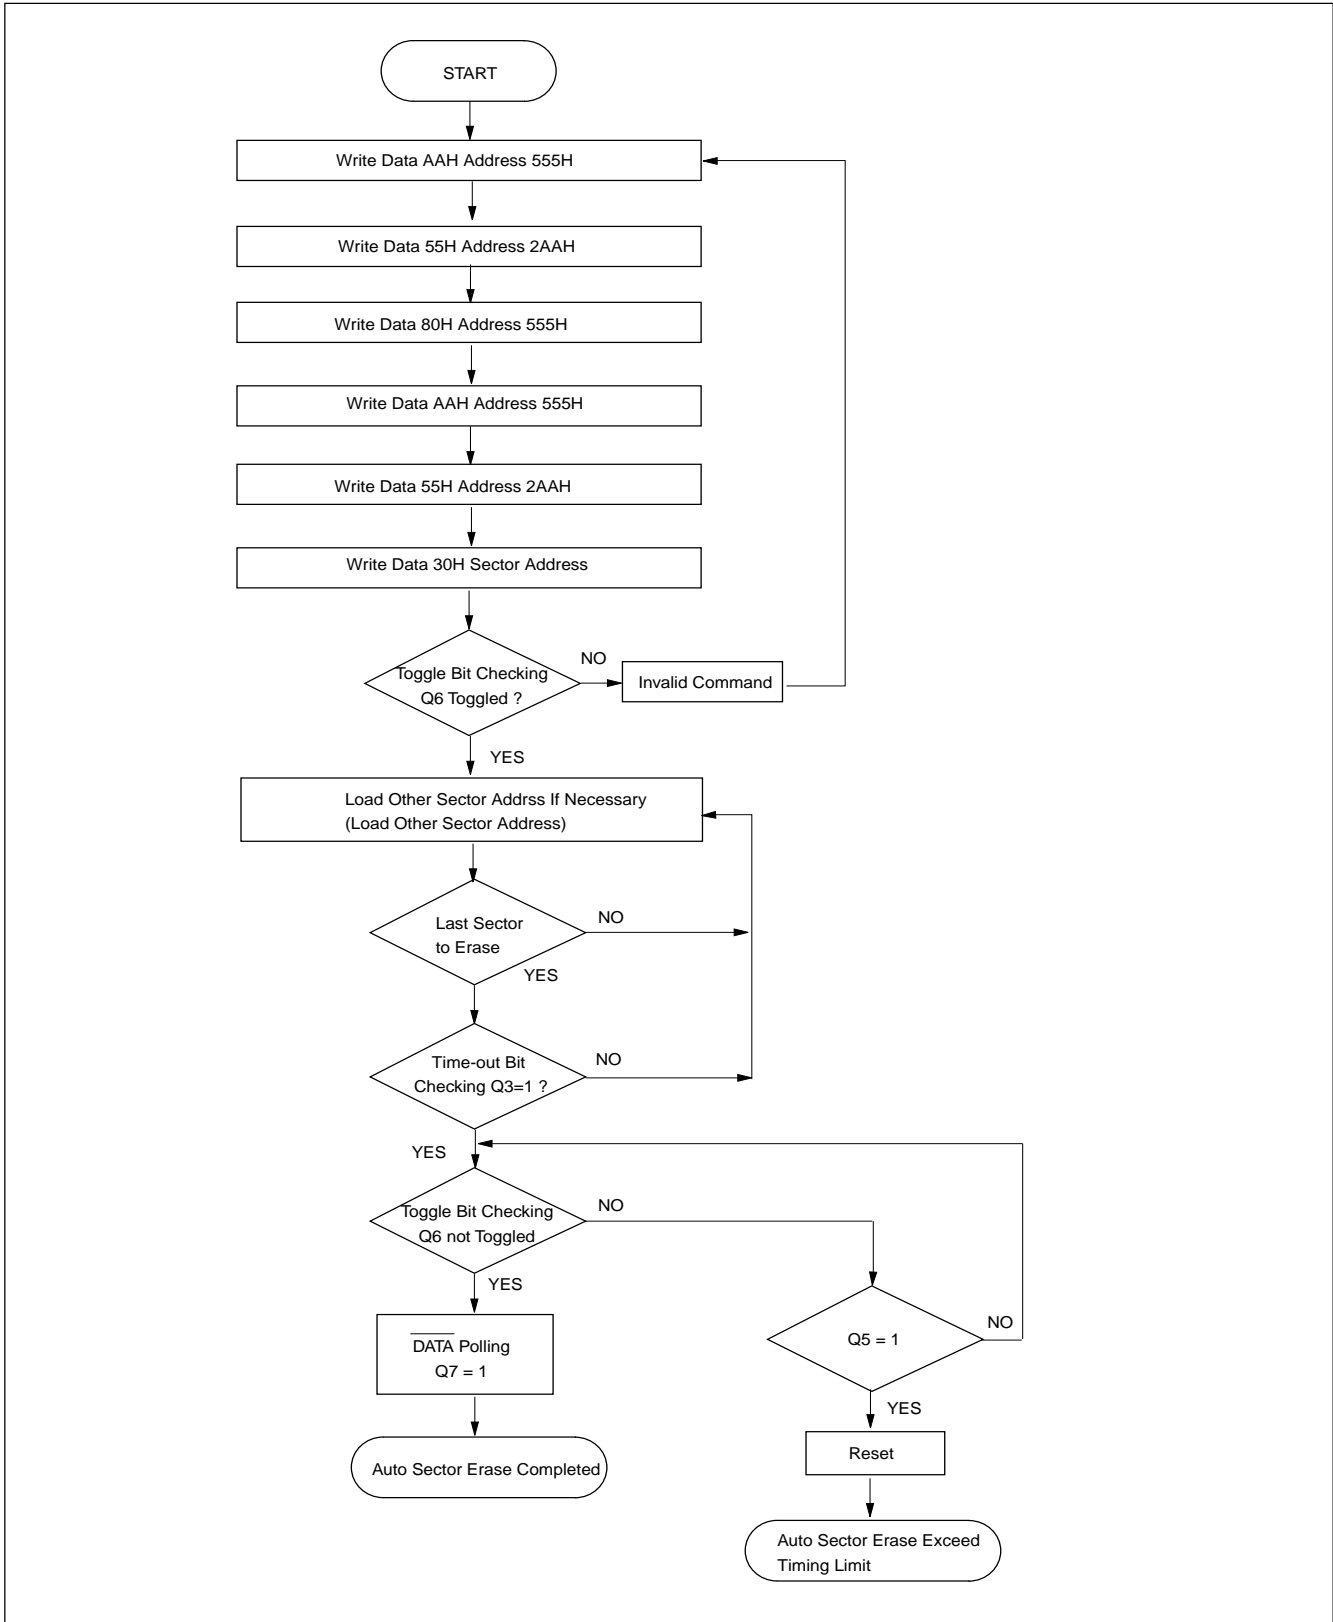 START
Write Data AAH Address 555H
Write Data 55H Address 2AAH
Write Data 80H Address 555H
Write Data AAH Address 555H
Write Data 55H Address 2AAH
Write Data 30H Sector Address
Toggle Bit Checking
Q6 Toggled ?
NO
Invalid Command
YES
Load Other Sector Addrss If Necessary
(Load Other Sector Address)
Last Sector
to Erase
NO
YES
Time-out Bit
Checking Q3=1 ?
NO
YES
Toggle Bit Checking
Q6 not Toggled
NO
YES
DATA Polling
Q7 = 1
Q5 = 1
NO
YES
Auto Sector Erase Completed
Reset
Auto Sector Erase Exceed
Timing Limit